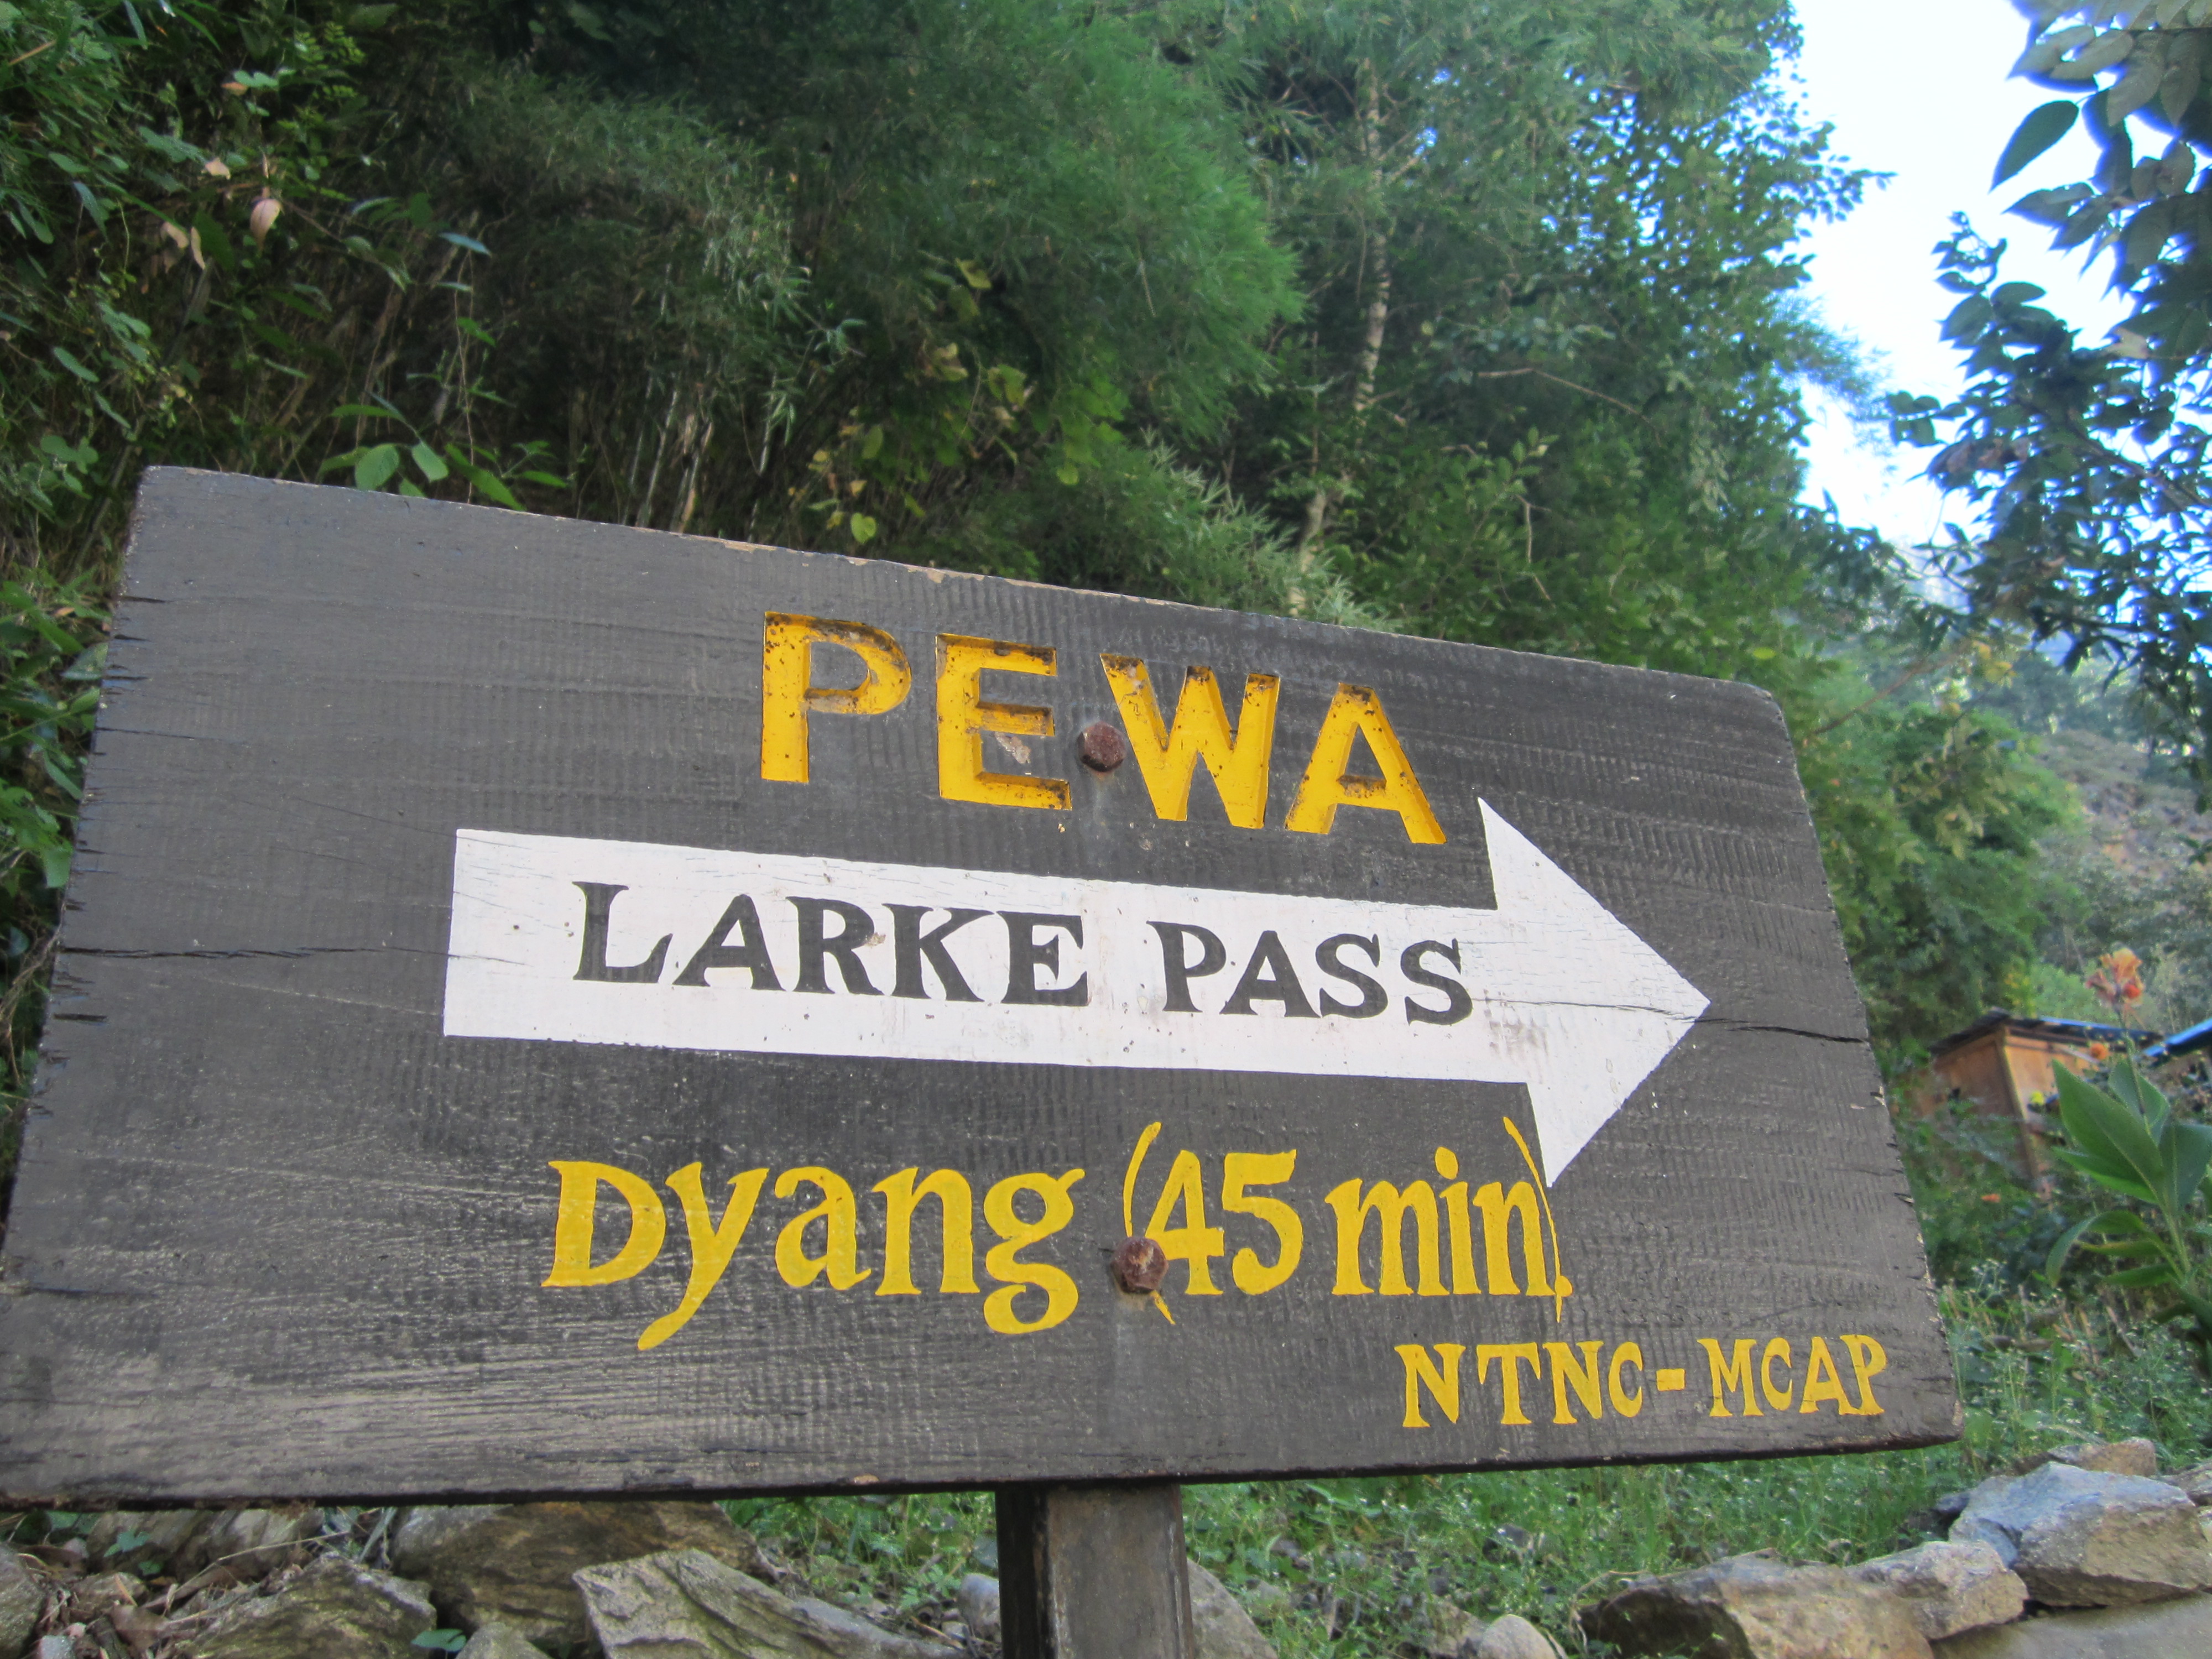 PEWA
LARKE PASS
Dyang (45 min).
NTNC-MCAP